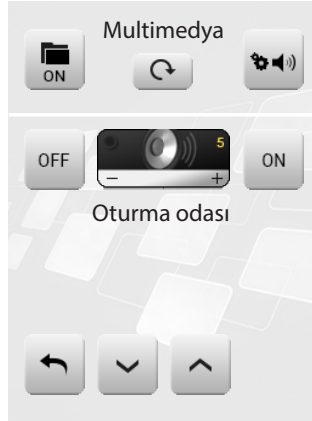 Multimedya
ON
OFF
5
ON
− +
Oturma odası